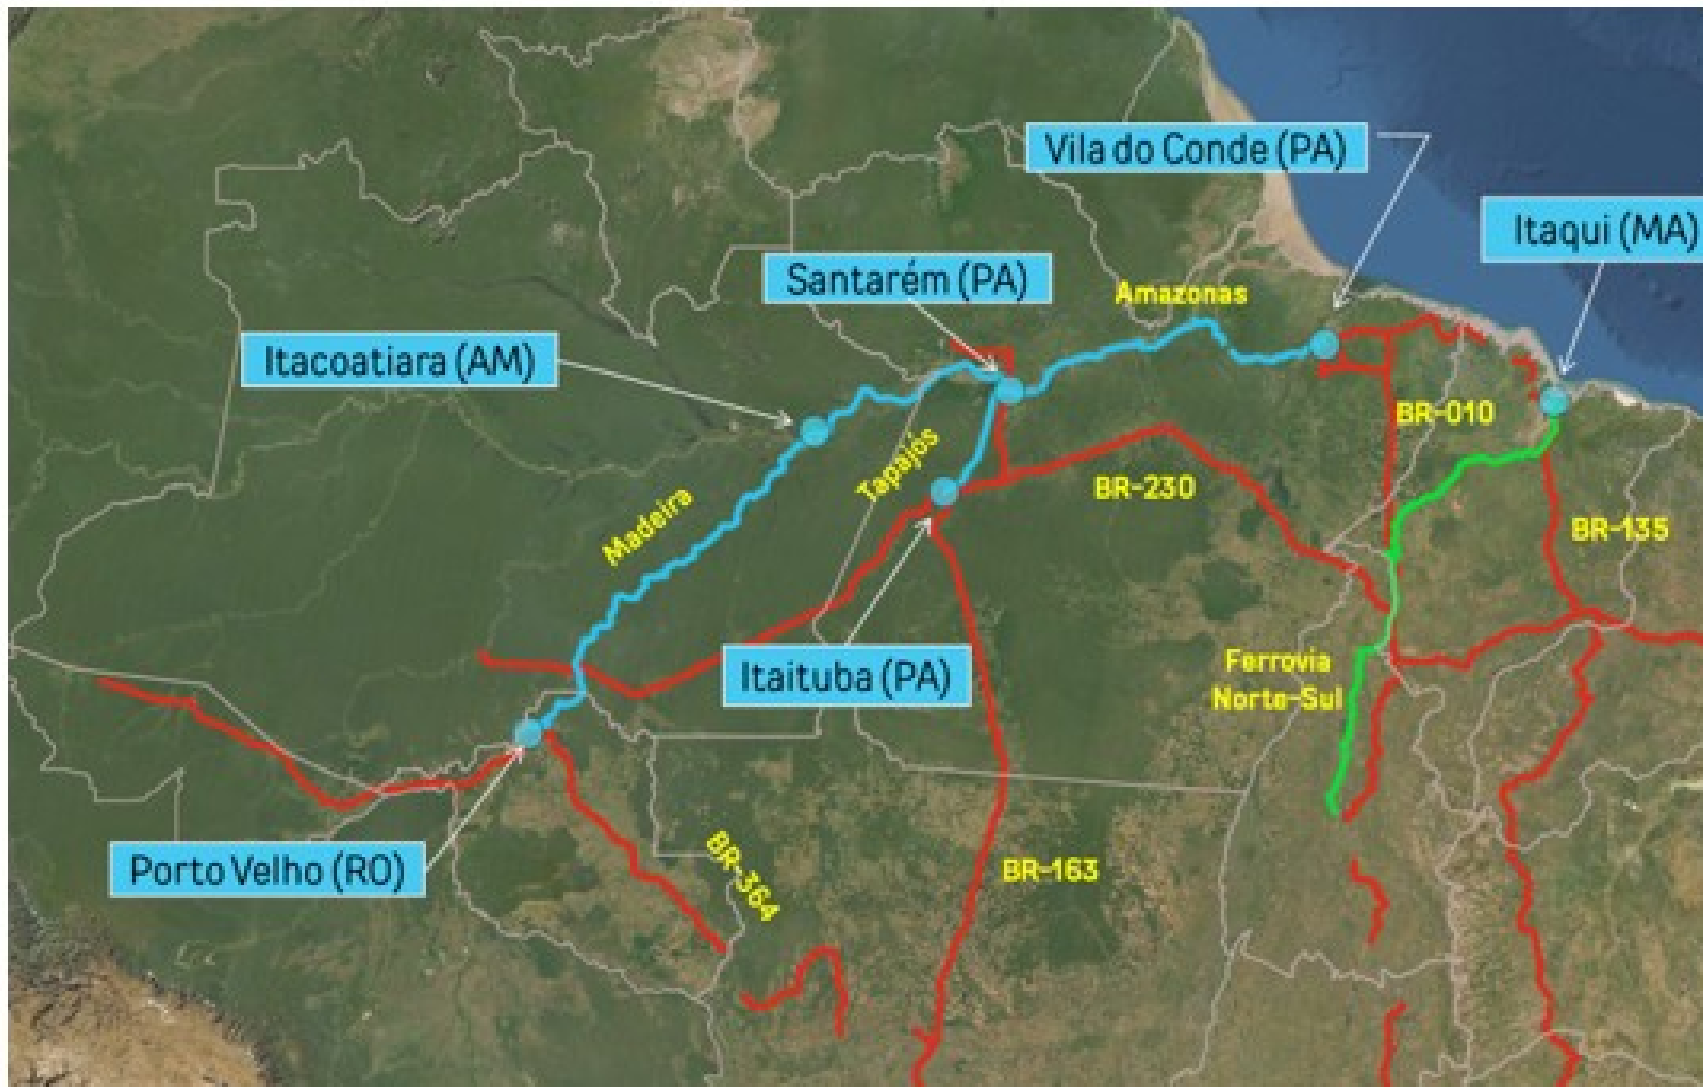 Vila do Conde (PA)
Itaqui (MA)
Santarém (PA)
Amazonas
Itacoatiara (AM)
BR-010
Tapajós
BR-230
Madeira
BR-135
Itaituba (PA)
Ferrovia
Norte-Sul
Porto Velho (RO)
BR-364
BR-163